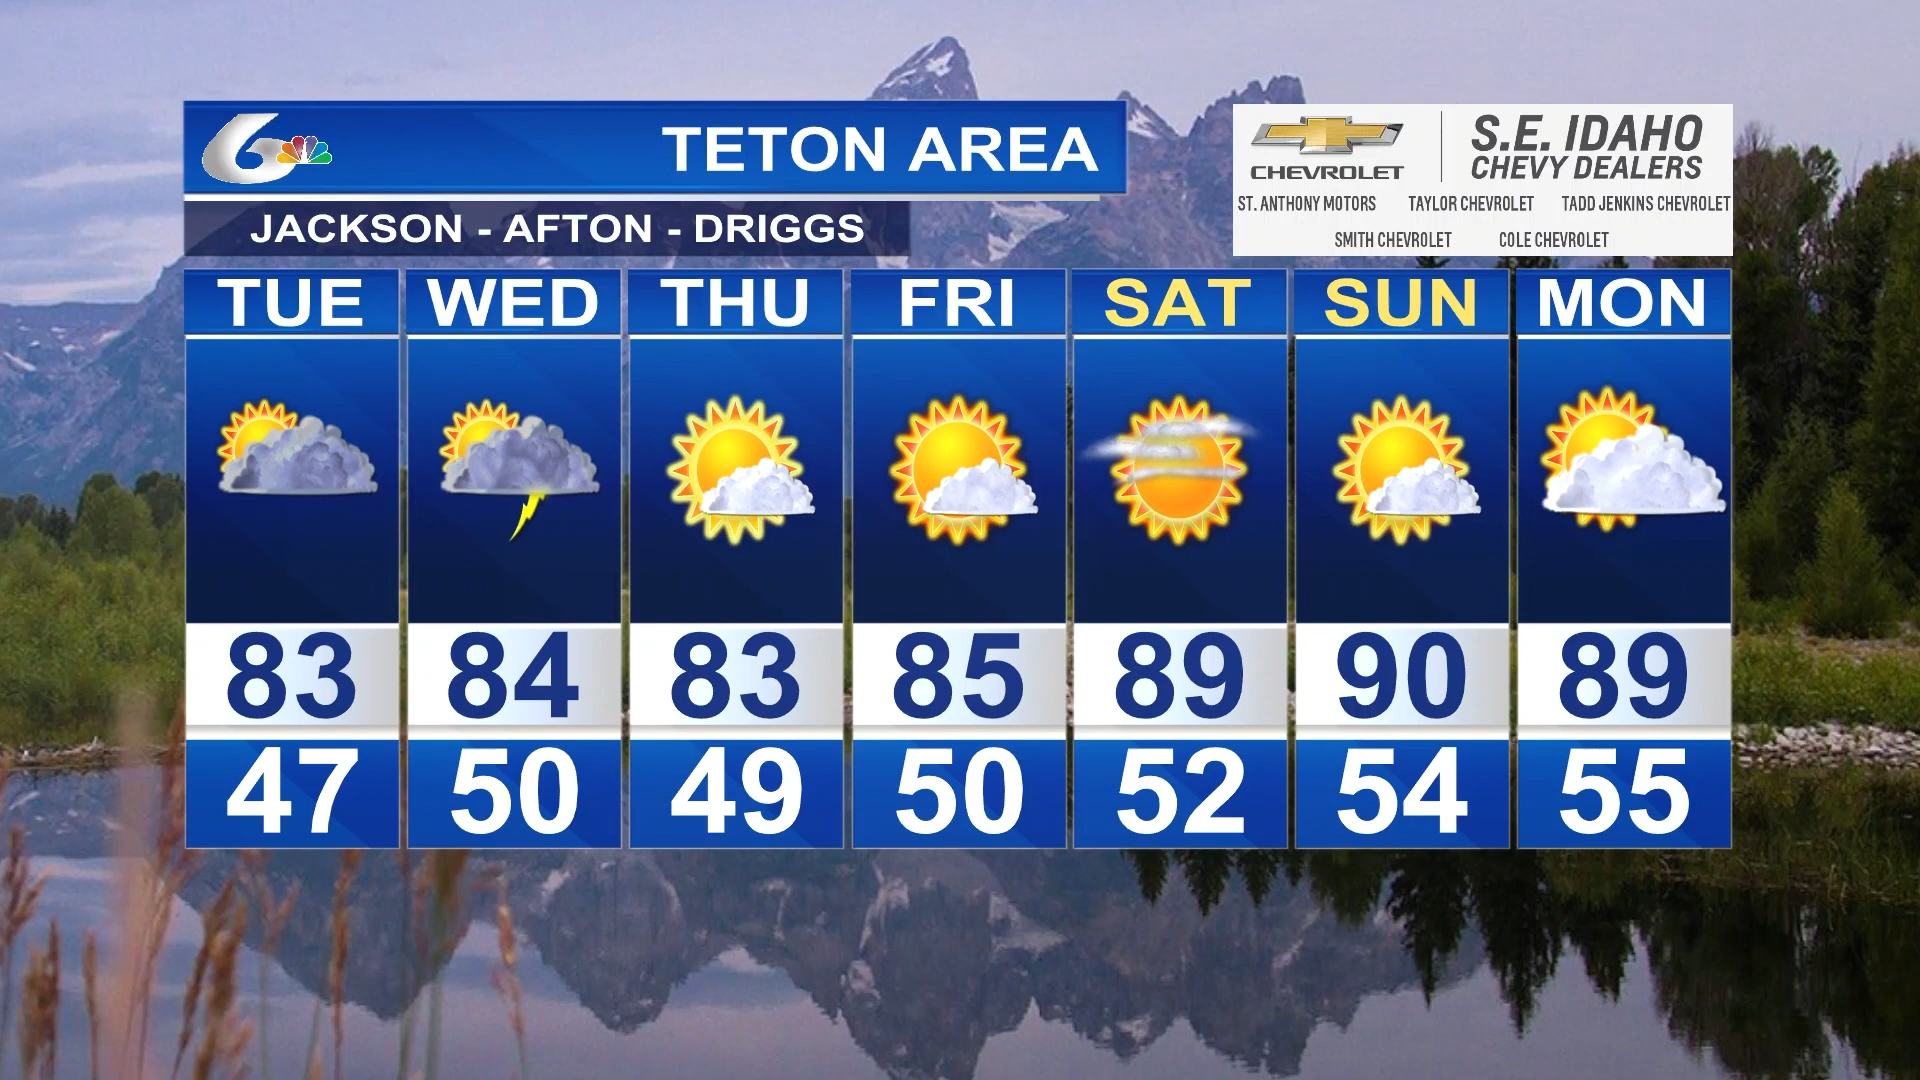 6
TETON AREA
JACKSON - AFTON - DRIGGS
CHEVROLET
S.E. IDAHO
CHEVY DEALERS
ST. ANTHONY MOTORS TAYLOR CHEVROLET TADD JENKINS CHEVROLET
SMITH CHEVROLET COLE CHEVROLET
TUE WED THU FRI SAT SUN MON
83 84 83 85 89 90 89
47 50 49 50 52 54 55